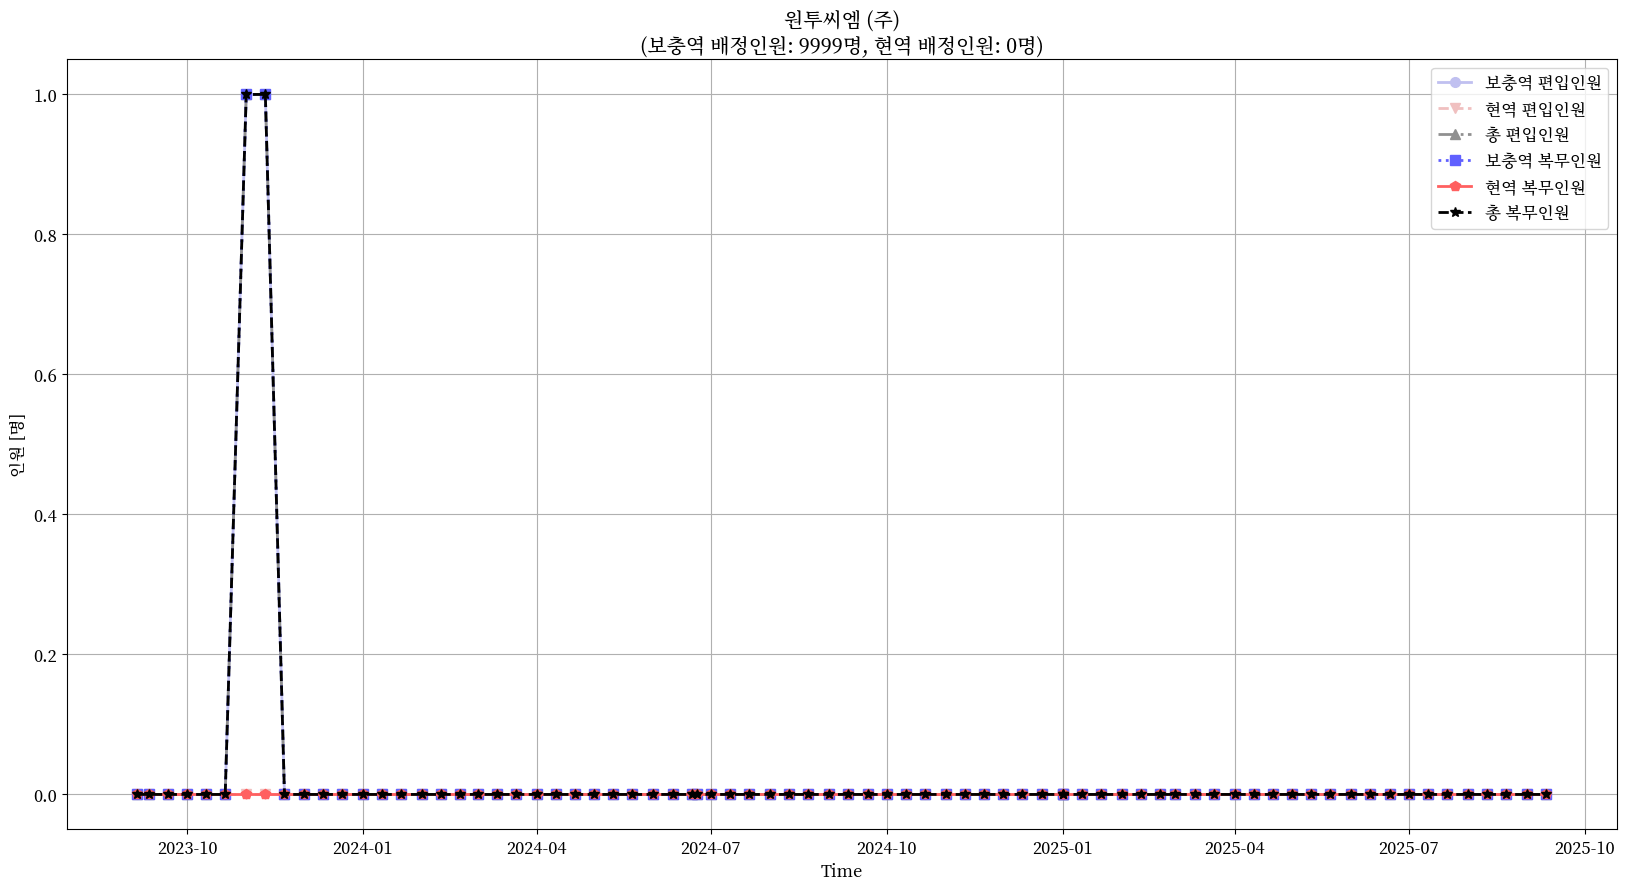 원투씨엠 (주)
(보충역 배정인원: 9999명, 현역 배정인원: 0명)
보충역 편입인원
현역 편입인원
총 편입인원
보충역 복무인원
현역 복무인원
총 복무인원
인원 [명]
1.0
0.8
0.6
0.4
0.2
0.0
2023-10 2024-01 2024-04 2024-07 2024-10 2025-01 2025-04 2025-07 2025-10
Time